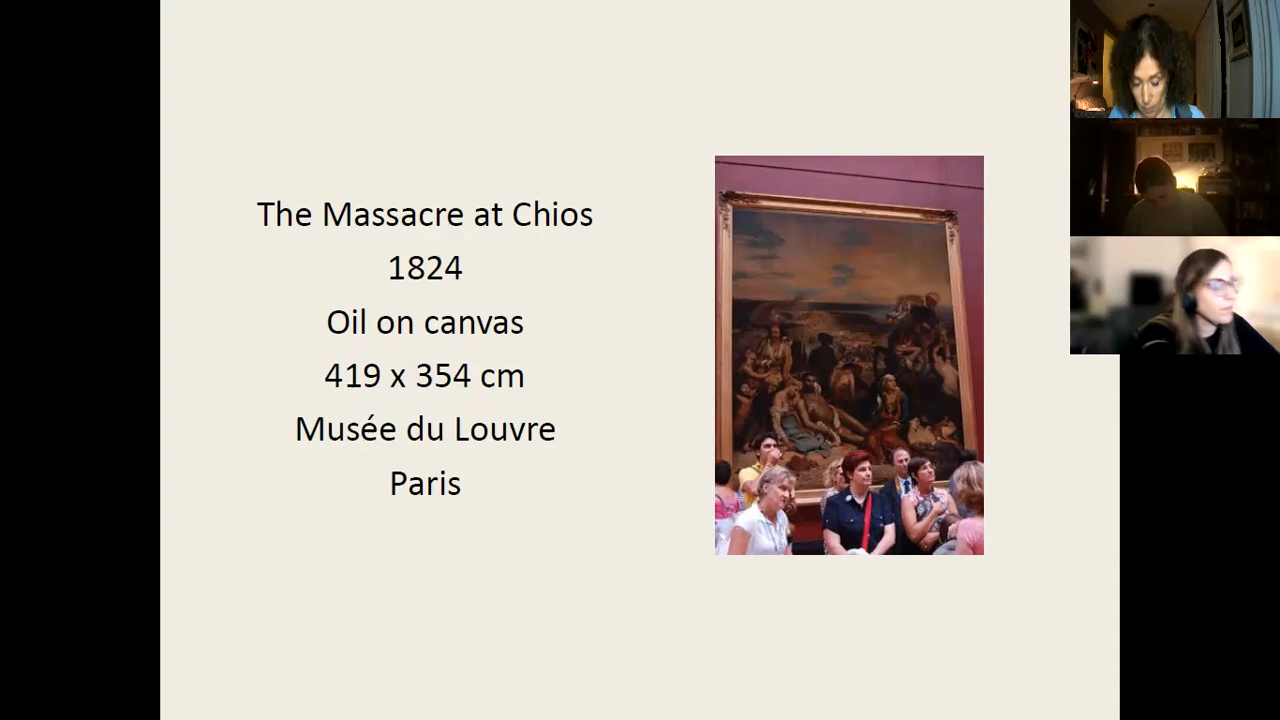 The Massacre at Chios
1824
Oil on canvas
419 x 354 cm
Musée du Louvre
Paris